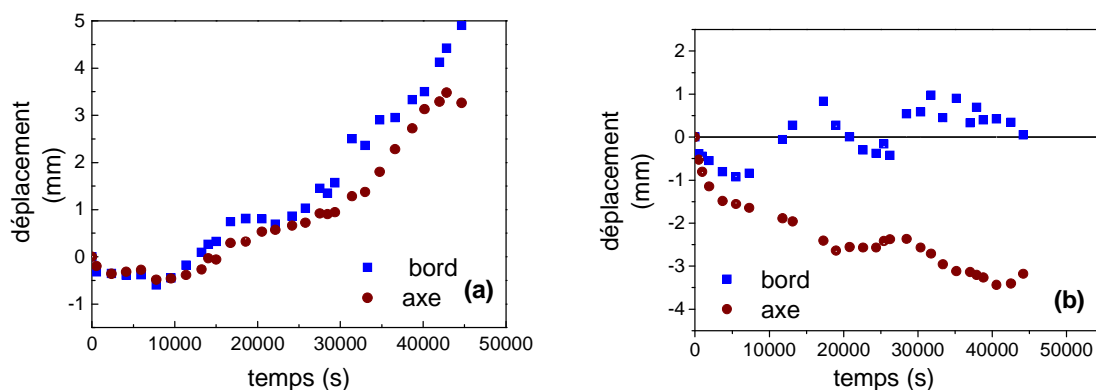 5
4
3
2
1
0
-1
déplacement
(mm)
bord
axe
(a)
0 10000 20000 30000 40000 50000
temps (s)
2
1
0
-1
-2
-3
-4
déplacement
(mm)
bord
axe
(b)
0 10000 20000 30000 40000 50000
temps (s)